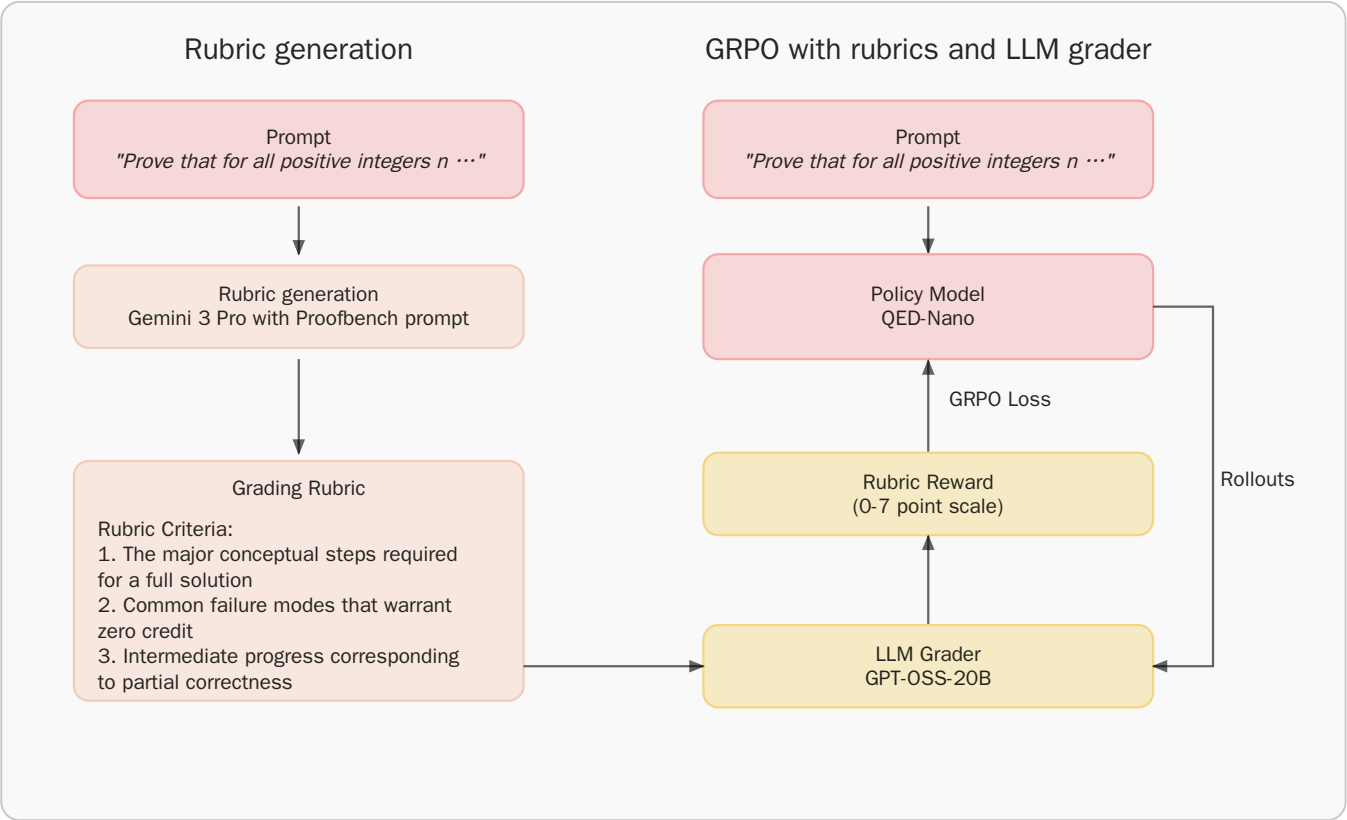 Rubric generation
Prompt
"Prove that for all positive integers n ⋯"
Rubric generation
Gemini 3 Pro with Proofbench prompt
Grading Rubric
Rubric Criteria:
1. The major conceptual steps required
for a full solution
2. Common failure modes that warrant
zero credit
3. Intermediate progress corresponding
to partial correctness
GRPO with rubrics and LLM grader
Prompt
"Prove that for all positive integers n ⋯"
Policy Model
QED-Nano
GRPO Loss
Rubric Reward
(0-7 point scale)
Rollouts
LLM Grader
GPT-OSS-20B